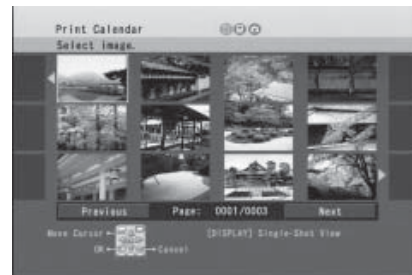 Print Calendar
Select image.
Previous Page: 0001/0003 Next
Move Cursor [DISPLAY] Single-Shot View
OK Cancel